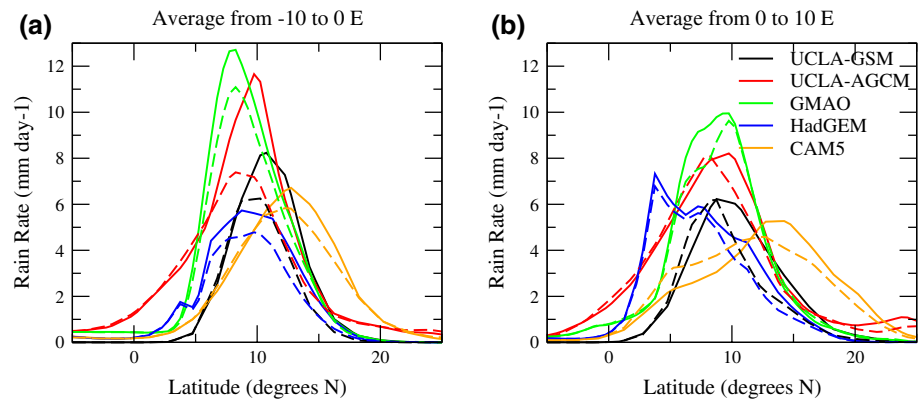 (a)
Average from -10 to 0 E
Rain Rate (mm day-1)
12
10
8
6
4
2
0
0
10
20
Latitude (degrees N)
(b)
Average from 0 to 10 E
Rain Rate (mm day-1)
12
10
8
6
4
2
0
0
10
20
Latitude (degrees N)
UCLA-GSM
UCLA-AGCM
GMAO
HadGEM
CAM5